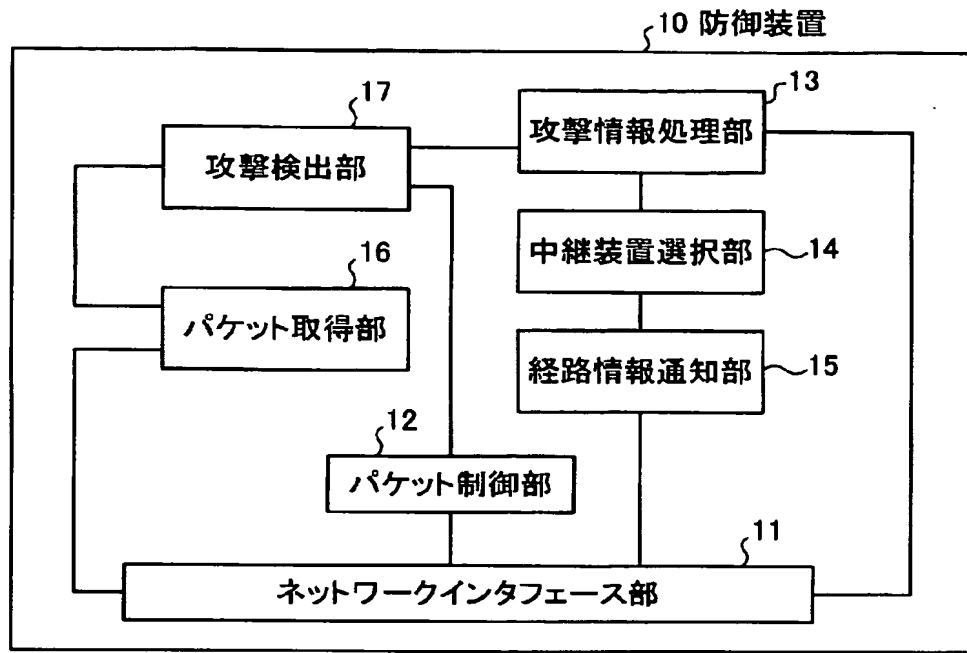 10 防御装置
17
攻撃検出部
13
攻撃情報処理部
中継装置選択部
14
16
パケット取得部
経路情報通知部
15
12
パケット制御部
11
ネットワークインタフェース部